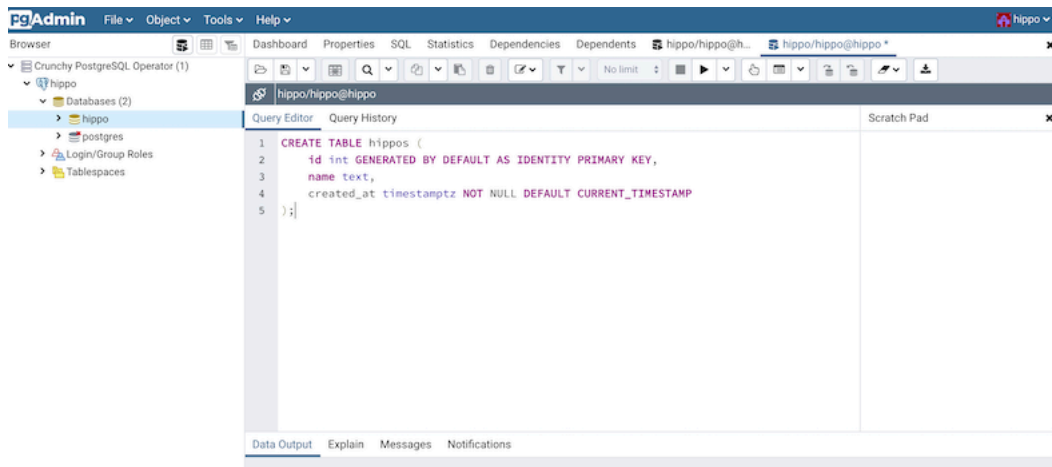 pgAdmin File Object Tools Help hippo
Browser Dashboard Properties SQL Statistics Dependencies Dependents hippo/hippo@h... hippo/hippo@hippo *
Crunchy PostgreSQL Operator (1)
hippo
Databases (2)
hippo
postgres
Login/Group Roles
Tablespaces
No limit
hippo/hippo@hippo
Query Editor Query History Scratch Pad
1 CREATE TABLE hippos (
2 id int GENERATED BY DEFAULT AS IDENTITY PRIMARY KEY,
3 name text,
4 created_at timestamptz NOT NULL DEFAULT CURRENT_TIMESTAMP
5 );
Data Output Explain Messages Notifications